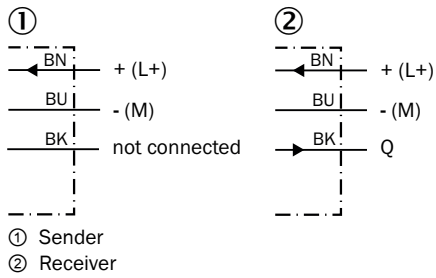 ① ②
BN + (L+) BN + (L+)
BU - (M) BU - (M)
BK not connected BK Q
① Sender
② Receiver